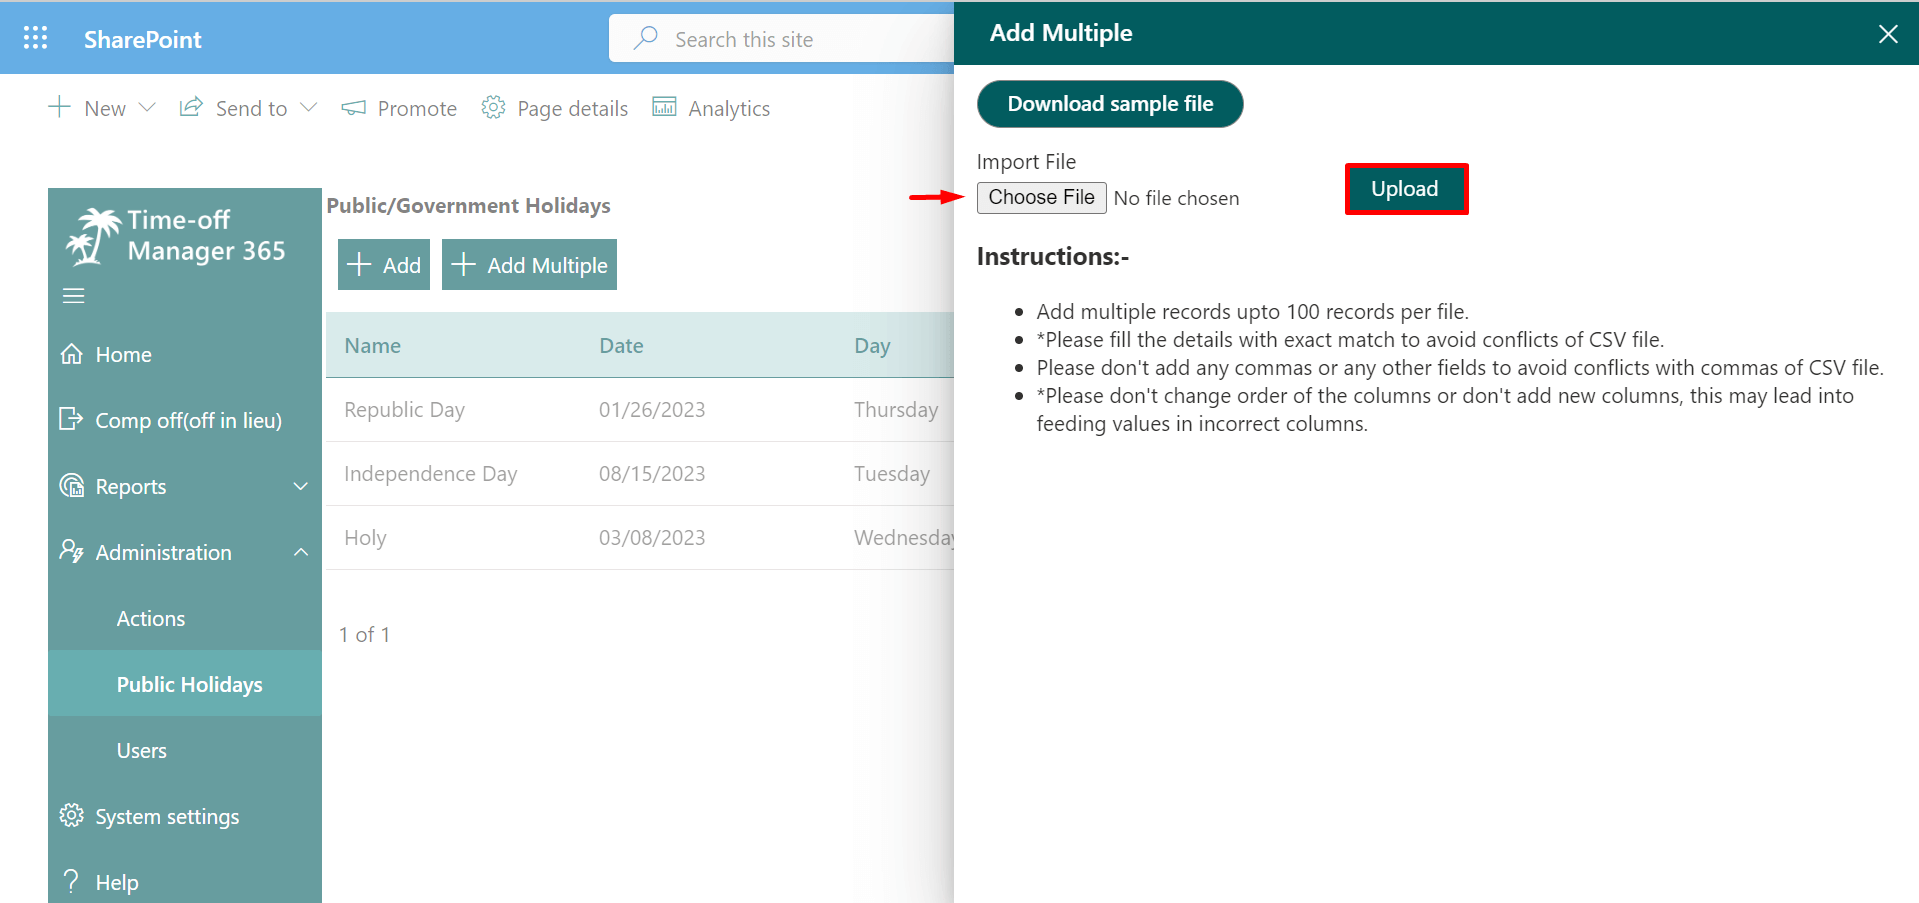 SharePoint
Search this site
New
Send to
Promote
Page details
Analytics
Time-off
Manager 365
Home
Comp off(off in lieu)
Reports
Administration
Actions
Public Holidays
Users
System settings
Help
Public/Government Holidays
Add
Add Multiple
Name Date Day
Republic Day 01/26/2023 Thursday
Independence Day 08/15/2023 Tuesday
Holy 03/08/2023 Wednesday
1 of 1
Add Multiple
Download sample file
Import File
Choose File No file chosen
Upload
Instructions:-
• Add multiple records upto 100 records per file.
• *Please fill the details with exact match to avoid conflicts of CSV file.
• Please don't add any commas or any other fields to avoid conflicts with commas of CSV file.
• *Please don't change order of the columns or don't add new columns, this may lead into
feeding values in incorrect columns.